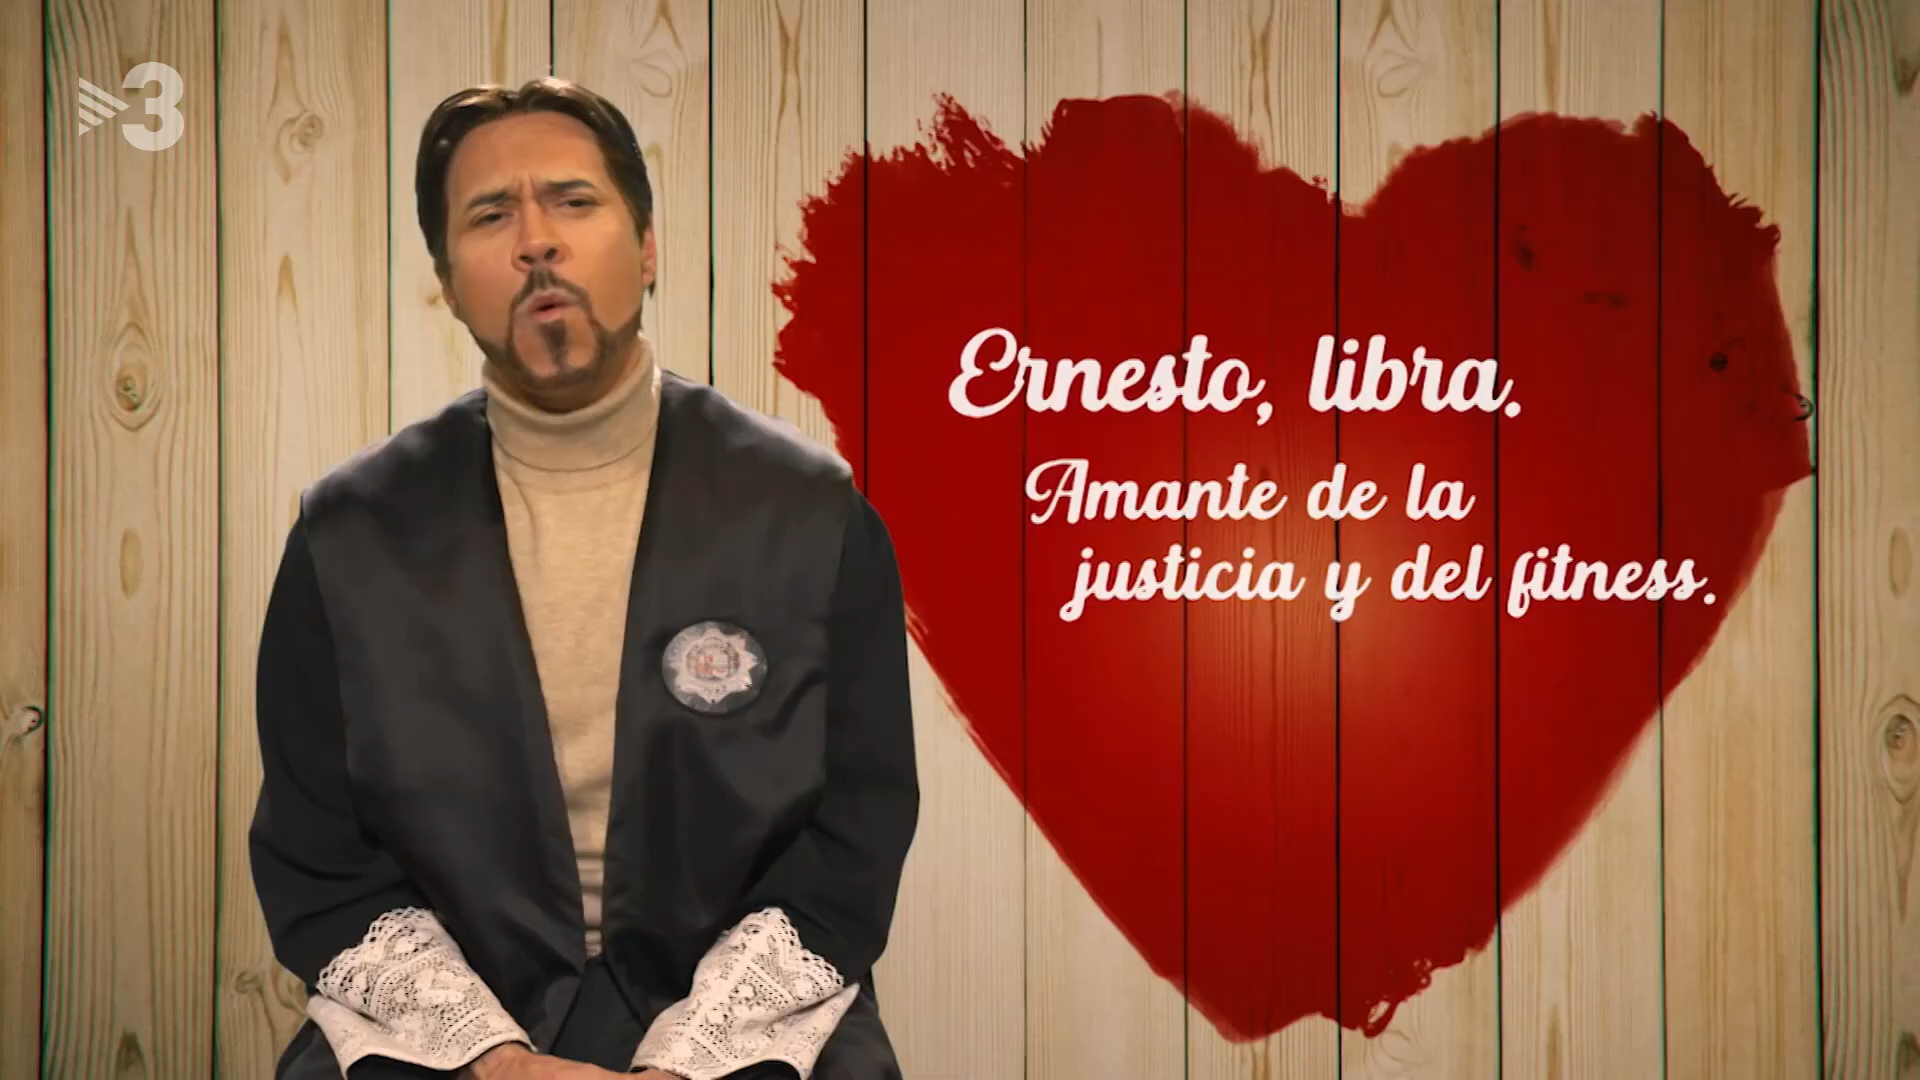 3
Ernesto, libra.
Amante de la
justicia y del fitness.